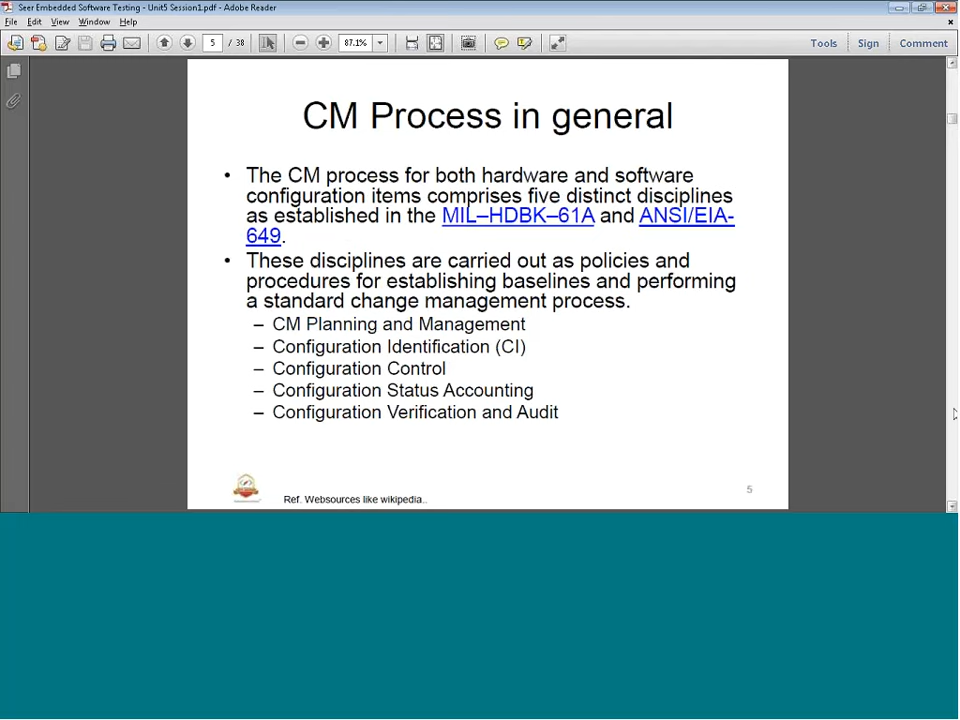 Seer Embedded Software Testing - Unit5 Session1.pdf - Adobe Reader
File Edit View Window Help
5 / 38 87.1% Tools Sign Comment
CM Process in general
• The CM process for both hardware and software
configuration items comprises five distinct disciplines
as established in the MIL–HDBK–61A and ANSI/EIA-
649.
• These disciplines are carried out as policies and
procedures for establishing baselines and performing
a standard change management process.
– CM Planning and Management
– Configuration Identification (CI)
– Configuration Control
– Configuration Status Accounting
– Configuration Verification and Audit
Ref. Websources like wikipedia..
5